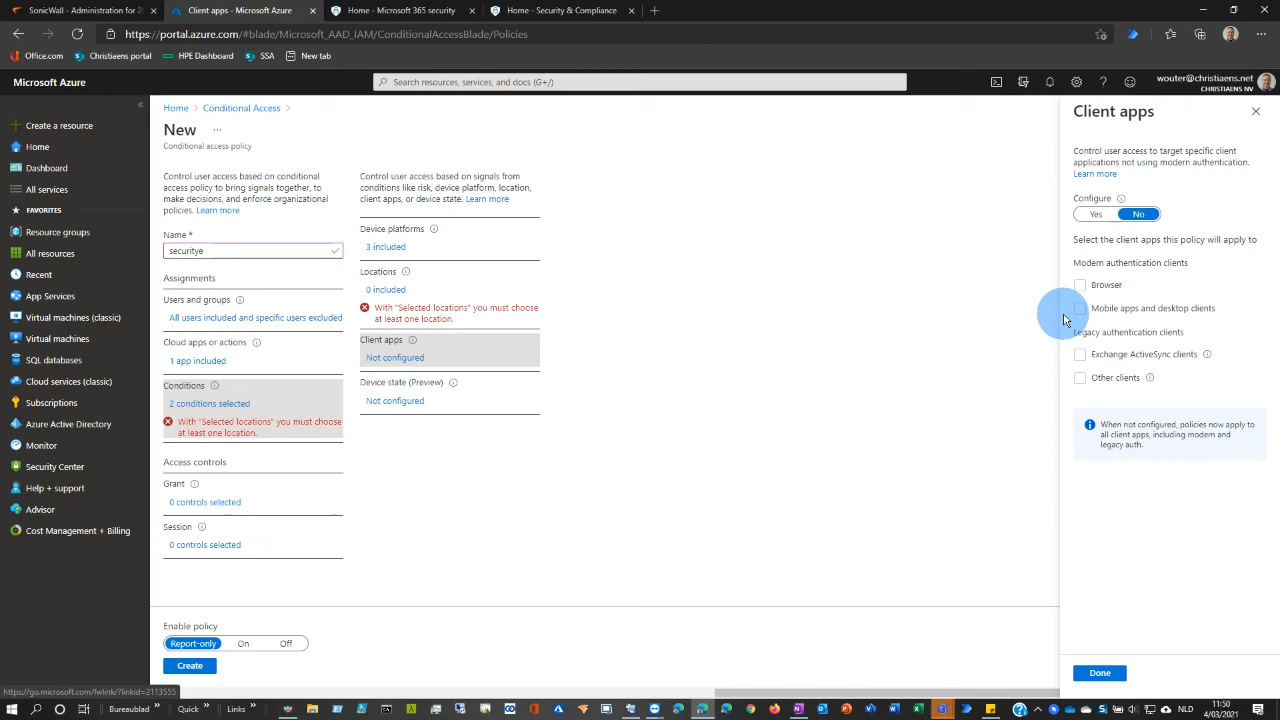 SonicWall - Administration for 2
Client apps - Microsoft Azure
Home - Microsoft 365 security
Home - Security & Compliance
https://portal.azure.com/#blade/Microsoft_AAD_IAM/ConditionalAccessBlade/Policies
Office.com
Christiaens portal
HPE Dashboard
SSA
New tab
Microsoft Azure
Search resources, services, and docs (G+/)
wouter@christiaens.net
CHRISTIAENS NV
Create a resource
Home
Dashboard
All services
FAVORITES
Resource groups
All resources
Recent
App Services
Virtual machines (classic)
Virtual machines
SQL databases
Cloud services (classic)
Subscriptions
Azure Active Directory
Monitor
Security Center
Help + support
Advisor
Cost Management + Billing
Home > Conditional Access >
New ...
Conditional access policy
Control user access based on conditional
access policy to bring signals together, to
make decisions, and enforce organizational
policies. Learn more
Name *
securitye
Assignments
Users and groups
All users included and specific users excluded
Cloud apps or actions
1 app included
Conditions
2 conditions selected
With "Selected locations" you must choose
at least one location.
Access controls
Grant
0 controls selected
Session
0 controls selected
Control user access based on signals from
conditions like risk, device platform, location,
client apps, or device state. Learn more
Device platforms
3 included
Locations
0 included
With "Selected locations" you must choose
at least one location.
Client apps
Not configured
Device state (Preview)
Not configured
Enable policy
Report-only
On
Off
Create
Client apps
Control user access to target specific client
applications not using modern authentication.
Learn more
Configure
Yes
No
Select the client apps this policy will apply to
Modern authentication clients
Browser
Mobile apps and desktop clients
Legacy authentication clients
Exchange ActiveSync clients
Other clients
When not configured, policies now apply to
all client apps, including modern and
legacy auth.
Done
https://go.microsoft.com/fwlink/?linkid=2113555
Bureaublad
Quick
Links
NLD
11:50
4/03/2021